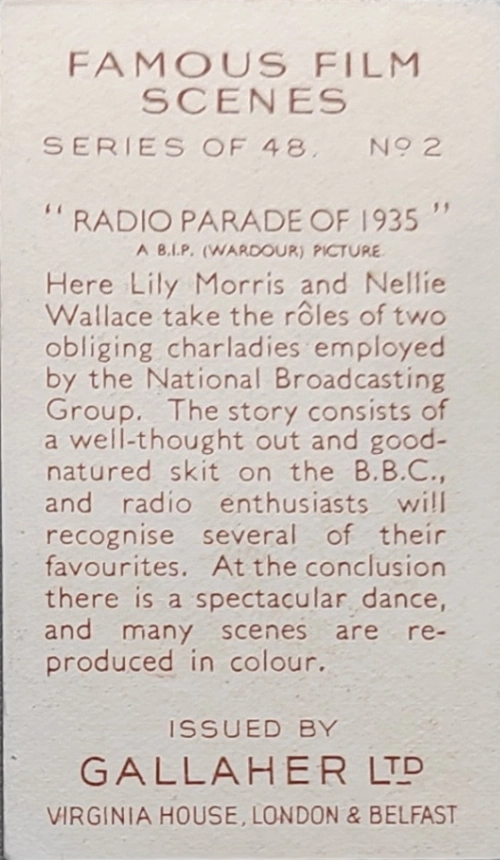 FAMOUS FILM
SCENES
SERIES OF 48. Nº 2
" RADIO PARADE OF 1935 "
A B.I.P. (WARDOUR) PICTURE.
Here Lily Morris and Nellie
Wallace take the rôles of two
obliging charladies employed
by the National Broadcasting
Group. The story consists of
a well-thought out and good-
natured skit on the B.B.C.,
and radio enthusiasts will
recognise several of their
favourites. At the conclusion
there is a spectacular dance,
and many scenes are re-
produced in colour.
ISSUED BY
GALLAHER LTD
VIRGINIA HOUSE, LONDON & BELFAST